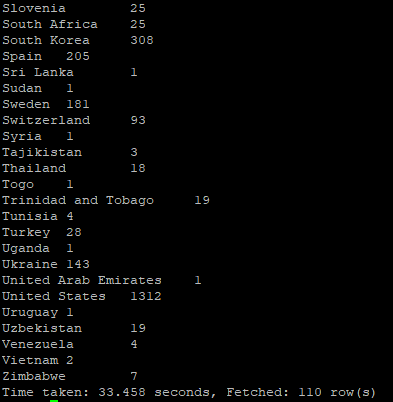 Slovenia 25
South Africa 25
South Korea 308
Spain 205
Sri Lanka 1
Sudan 1
Sweden 181
Switzerland 93
Syria 1
Tajikistan 3
Thailand 18
Togo 1
Trinidad and Tobago 19
Tunisia 4
Turkey 28
Uganda 1
Ukraine 143
United Arab Emirates 1
United States 1312
Uruguay 1
Uzbekistan 19
Venezuela 4
Vietnam 2
Zimbabwe 7
Time taken: 33.458 seconds, Fetched: 110 row(s)